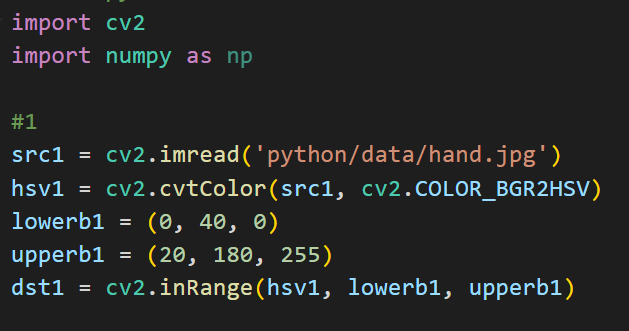 import cv2
import numpy as np
#1
src1 = cv2.imread('python/data/hand.jpg')
hsv1 = cv2.cvtColor(src1, cv2.COLOR_BGR2HSV)
lowerb1 = (0, 40, 0)
upperb1 = (20, 180, 255)
dst1 = cv2.inRange(hsv1, lowerb1, upperb1)